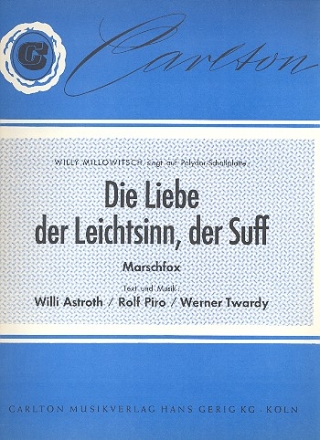 Carlton
WILLY MILLOWITSCH singt auf Polydor-Schallplatte:
Die Liebe
der Leichtsinn, der Suff
Marschfox
Text und Musik:
Willi Astroth / Rolf Piro / Werner Twardy
CARLTON MUSIKVERLAG HANS GERIG KG - KÖLN